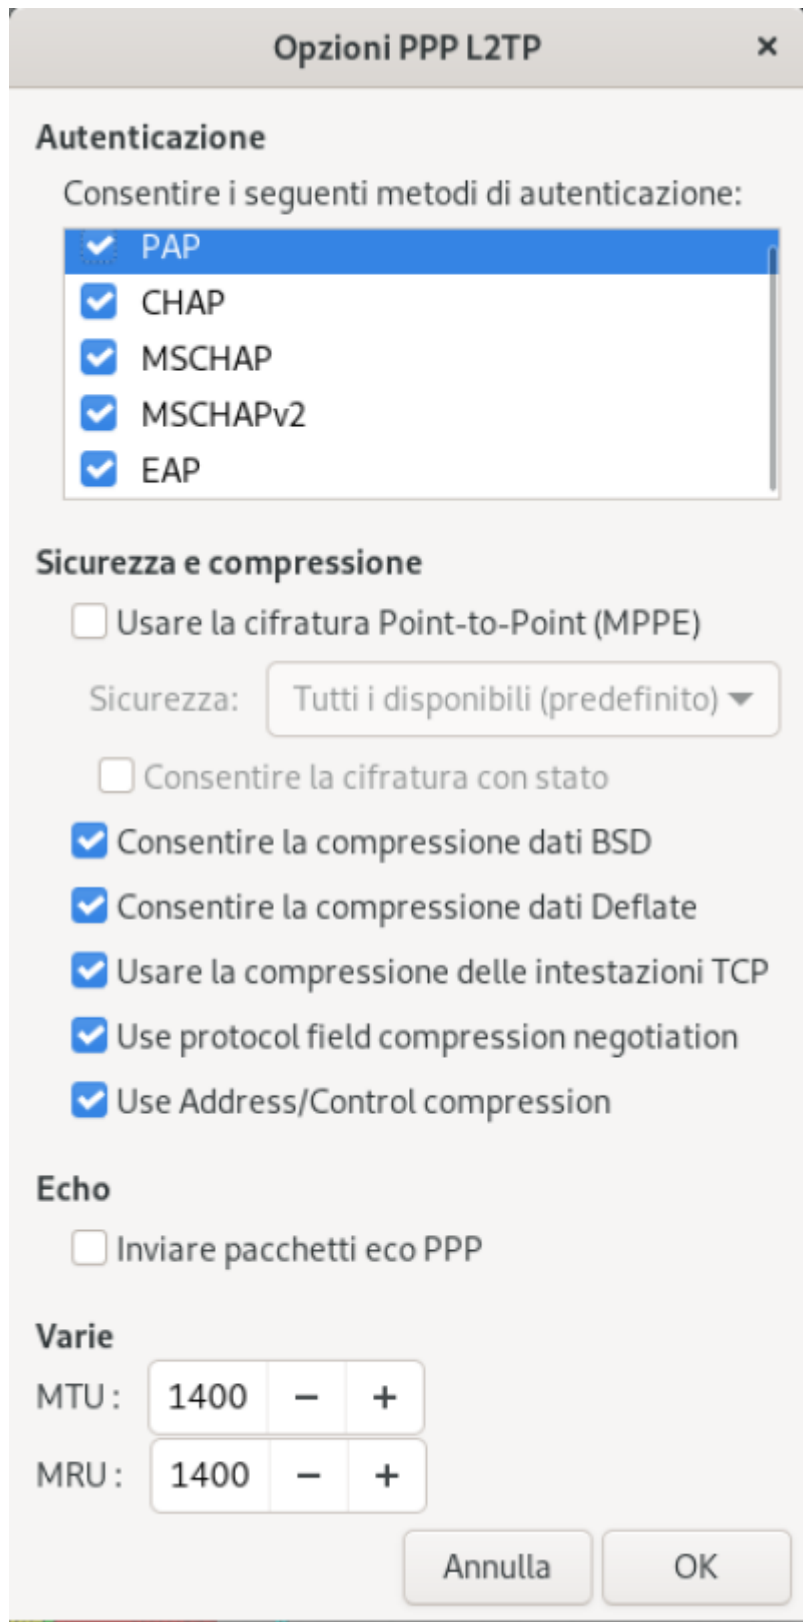 Opzioni PPP L2TP
Autenticazione
Consentire i seguenti metodi di autenticazione:
PAP
CHAP
MSCHAP
MSCHAPv2
EAP
Sicurezza e compressione
Usare la cifratura Point-to-Point (MPPE)
Sicurezza: Tutti i disponibili (predefinito)
Consentire la cifratura con stato
Consentire la compressione dati BSD
Consentire la compressione dati Deflate
Usare la compressione delle intestazioni TCP
Use protocol field compression negotiation
Use Address/Control compression
Echo
Inviare pacchetti eco PPP
Varie
MTU : 1400
MRU : 1400
Annulla OK